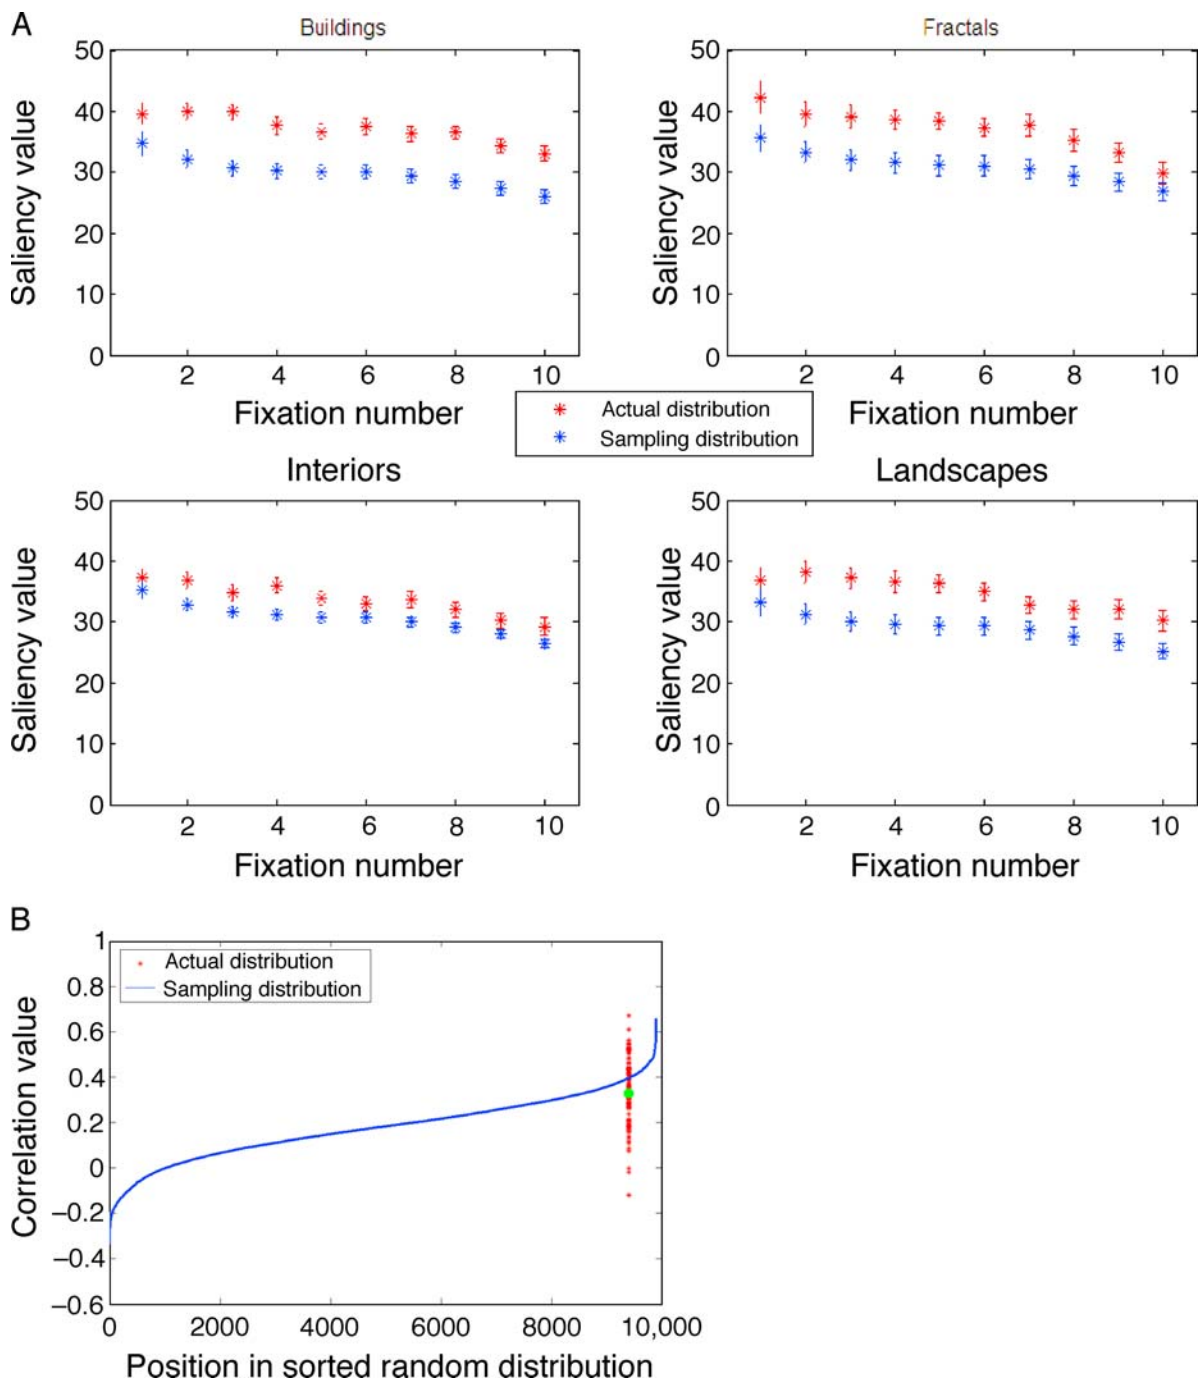 A
Buildings
50
40
30
20
10
0
Saliency value
2 4 6 8 10
Fixation number
Fractals
50
40
30
20
10
0
Saliency value
2 4 6 8 10
Fixation number
Actual distribution
Sampling distribution
Interiors
50
40
30
20
10
0
Saliency value
2 4 6 8 10
Fixation number
Landscapes
50
40
30
20
10
0
Saliency value
2 4 6 8 10
Fixation number
B
1
0.8
0.6
0.4
0.2
0
−0.2
−0.4
−0.6
Correlation value
Actual distribution
Sampling distribution
0 2000 4000 6000 8000 10,000
Position in sorted random distribution